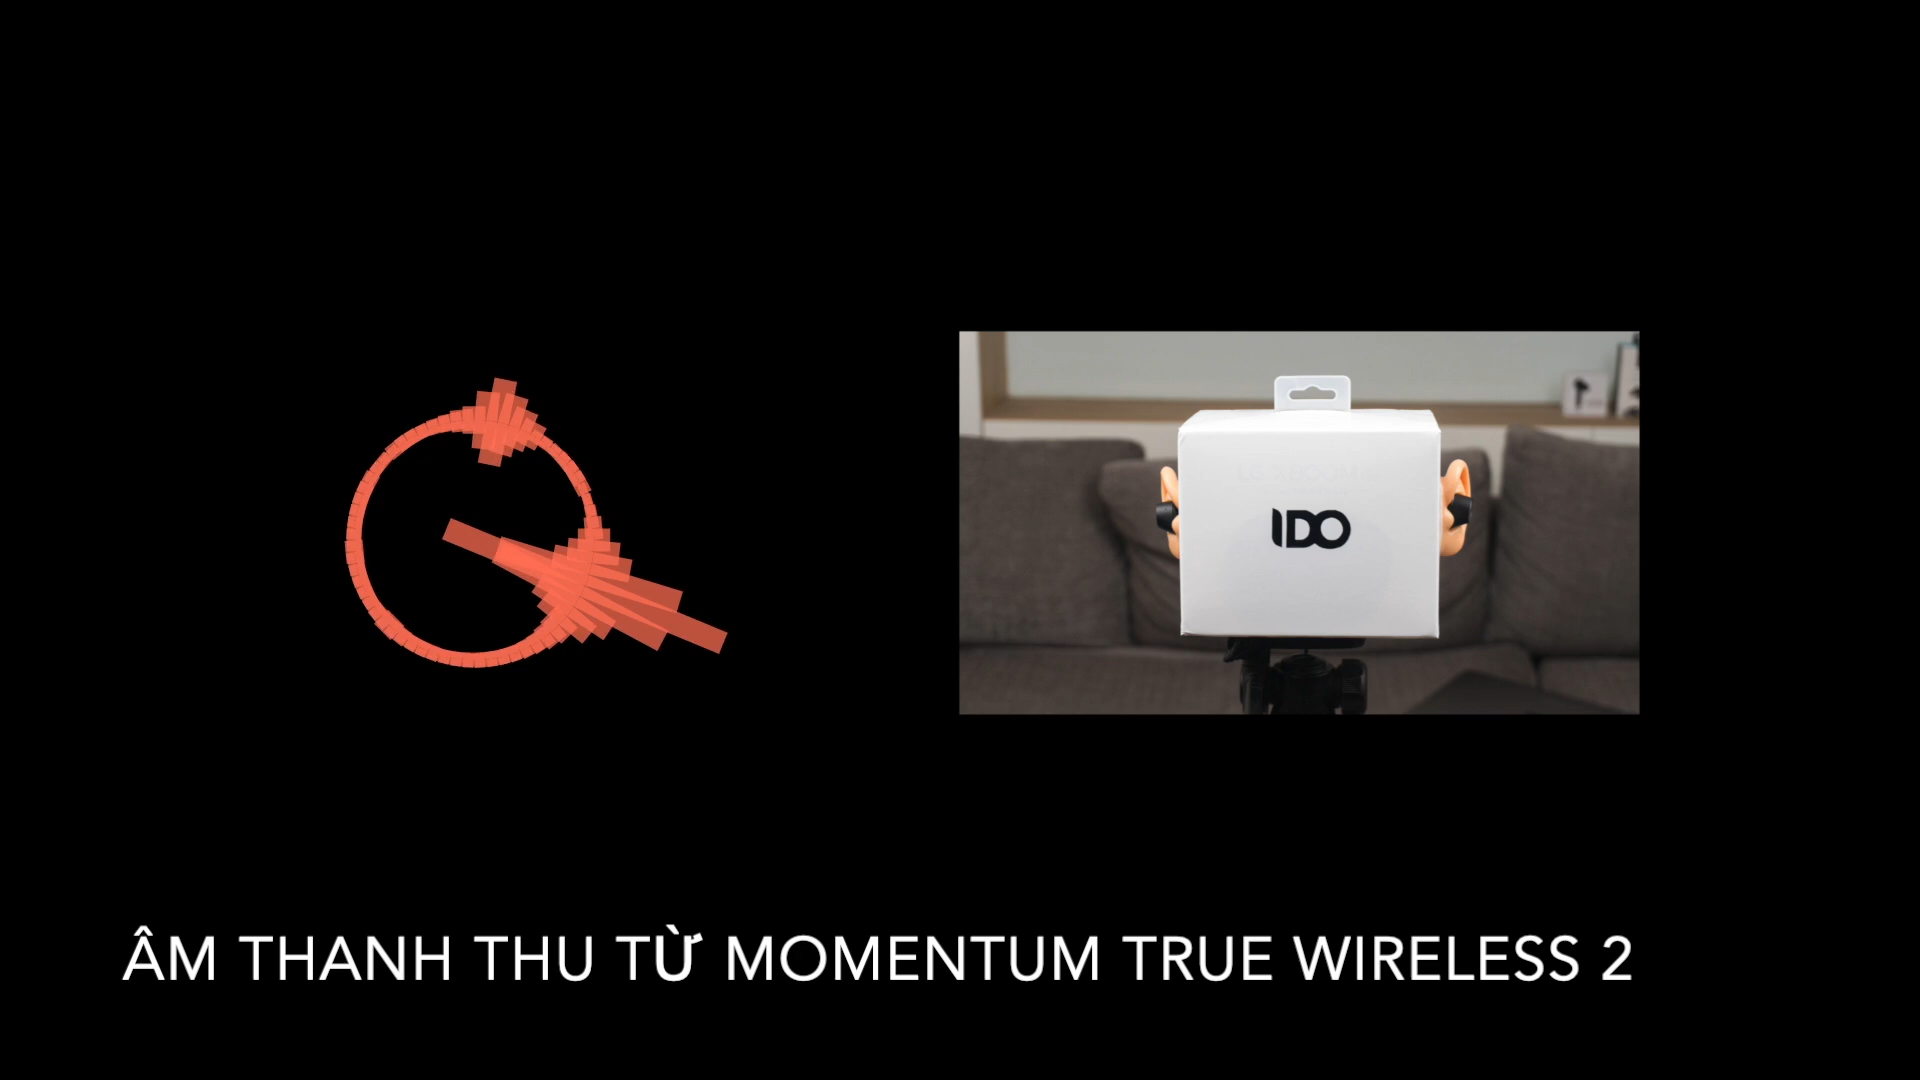 IDO
ÂM THANH THU TỪ MOMENTUM TRUE WIRELESS 2